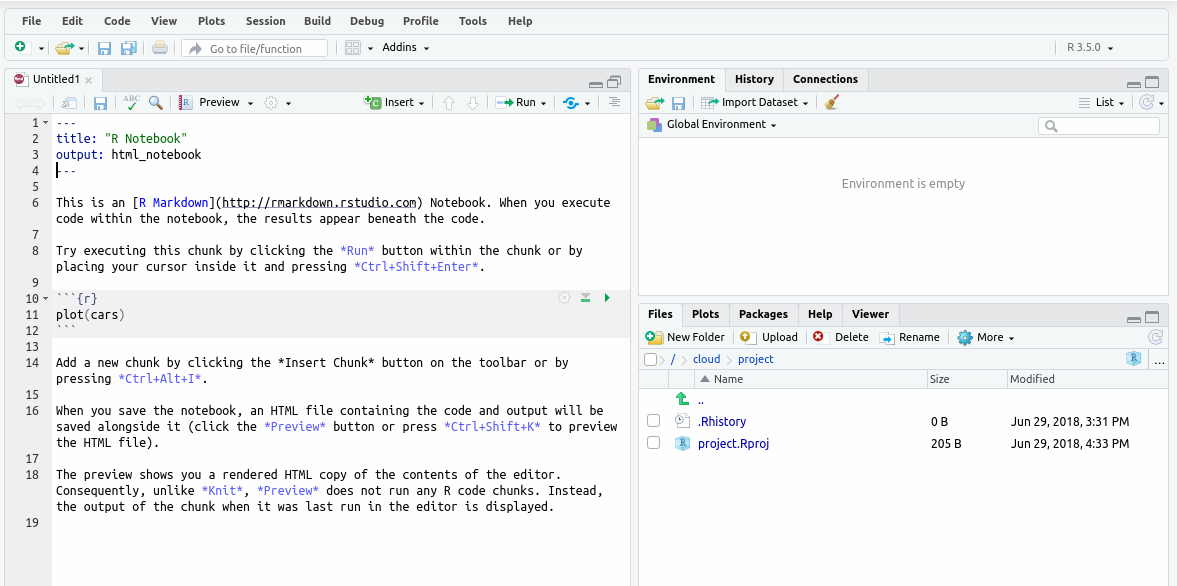 File Edit Code View Plots Session Build Debug Profile Tools Help
Go to file/function Addins R 3.5.0
Untitled1
ABC Preview Insert Run
1 ---
2 title: "R Notebook"
3 output: html_notebook
4 ---
5
6 This is an [R Markdown](http://rmarkdown.rstudio.com) Notebook. When you execute
code within the notebook, the results appear beneath the code.
7
8 Try executing this chunk by clicking the *Run* button within the chunk or by
placing your cursor inside it and pressing *Ctrl+Shift+Enter*.
9
10 ```{r}
11 plot(cars)
12 ```
13
14 Add a new chunk by clicking the *Insert Chunk* button on the toolbar or by
pressing *Ctrl+Alt+I*.
15
16 When you save the notebook, an HTML file containing the code and output will be
saved alongside it (click the *Preview* button or press *Ctrl+Shift+K* to preview
the HTML file).
17
18 The preview shows you a rendered HTML copy of the contents of the editor.
Consequently, unlike *Knit*, *Preview* does not run any R code chunks. Instead,
the output of the chunk when it was last run in the editor is displayed.
19
Environment History Connections
Import Dataset List
Global Environment
Environment is empty
Files Plots Packages Help Viewer
New Folder Upload Delete Rename More
/ cloud project R ...
Name Size Modified
..
.Rhistory 0 B Jun 29, 2018, 3:31 PM
project.Rproj 205 B Jun 29, 2018, 4:33 PM